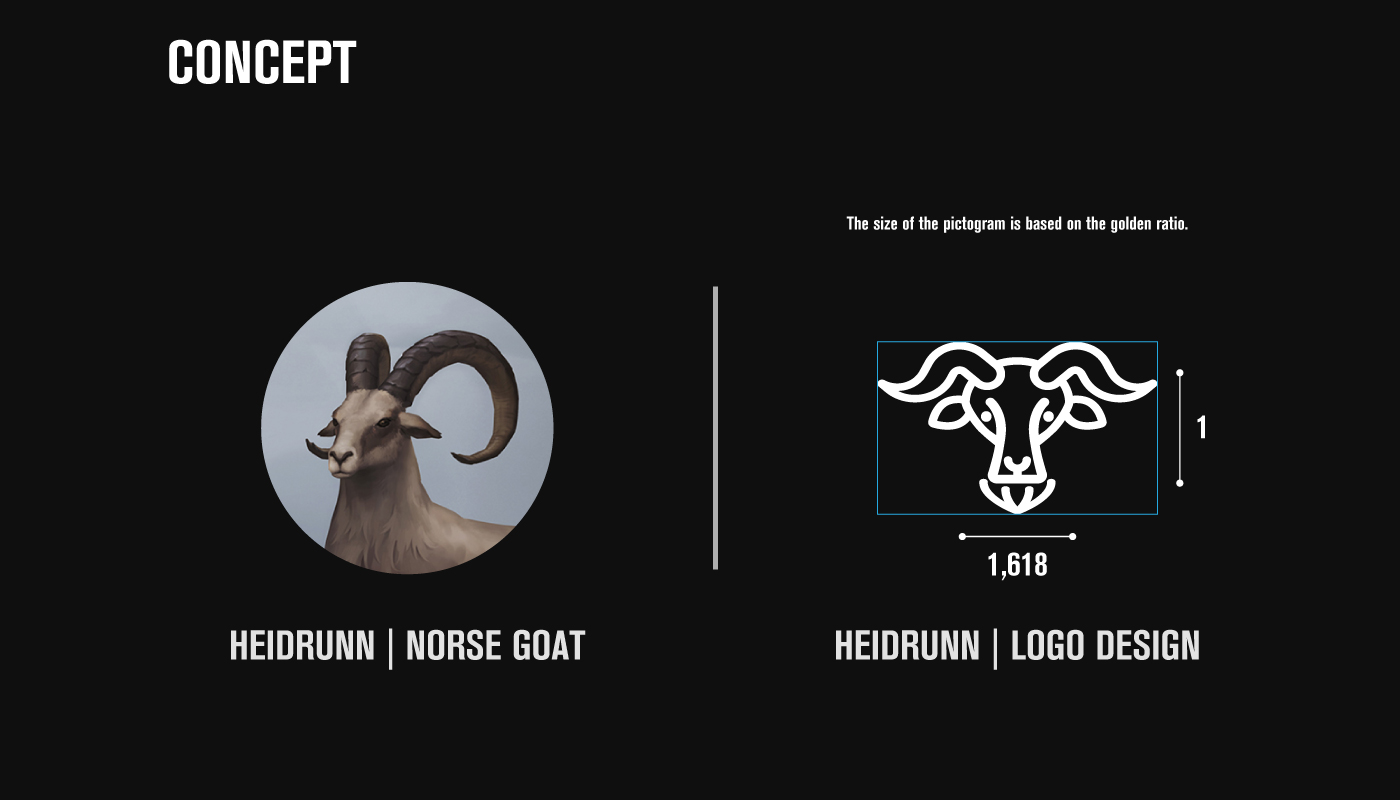 CONCEPT
The size of the pictogram is based on the golden ratio.
1
1,618
HEIDRUNN | NORSE GOAT
HEIDRUNN | LOGO DESIGN